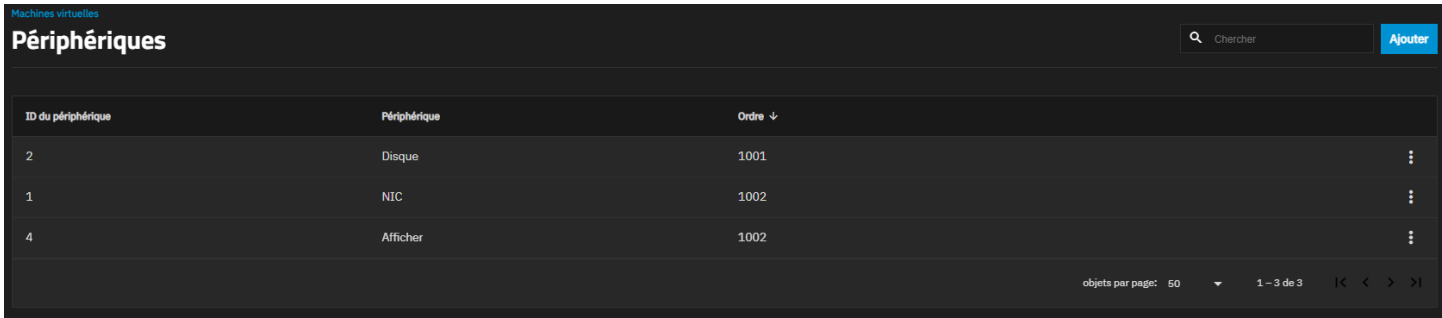 Machines virtuelles
Périphériques
Chercher
Ajouter
ID du périphérique Périphérique Ordre
2 Disque 1001
1 NIC 1002
4 Afficher 1002
objets par page: 50 1 – 3 de 3